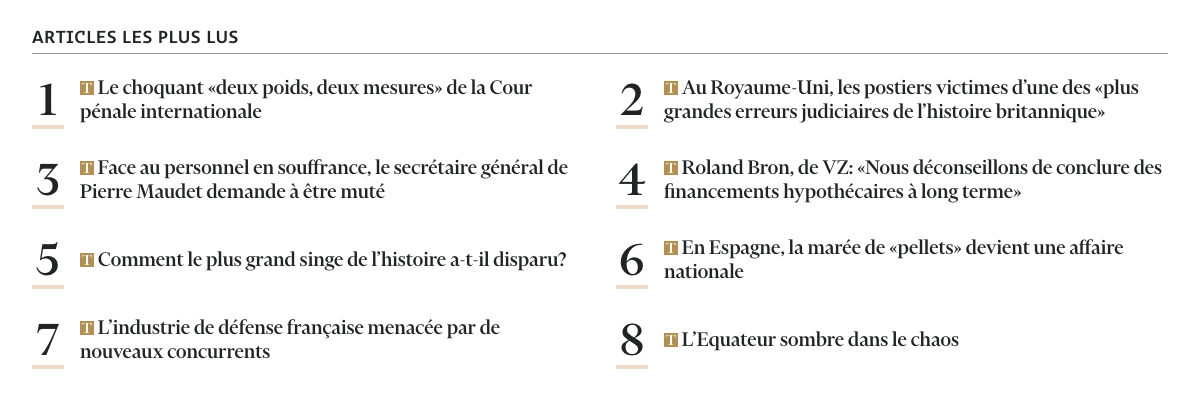 ARTICLES LES PLUS LUS
1
T Le choquant «deux poids, deux mesures» de la Cour
pénale internationale
2
T Au Royaume-Uni, les postiers victimes d’une des «plus
grandes erreurs judiciaires de l’histoire britannique»
3
T Face au personnel en souffrance, le secrétaire général de
Pierre Maudet demande à être muté
4
T Roland Bron, de VZ: «Nous déconseillons de conclure des
financements hypothécaires à long terme»
5
T Comment le plus grand singe de l’histoire a-t-il disparu?
6
T En Espagne, la marée de «pellets» devient une affaire
nationale
7
T L’industrie de défense française menacée par de
nouveaux concurrents
8
T L’Equateur sombre dans le chaos